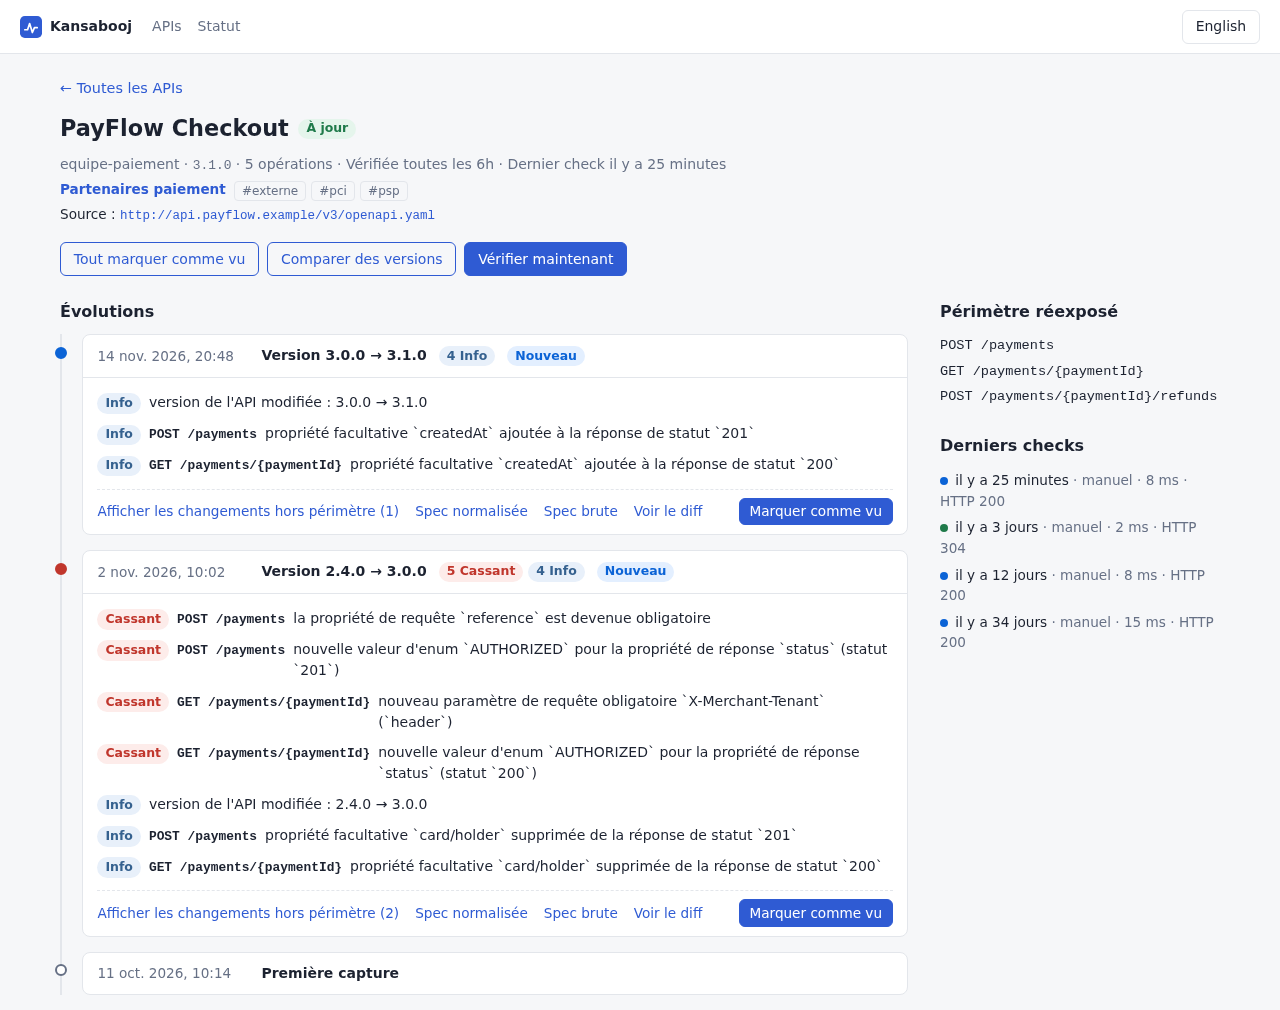 Kansabooj APIs Statut English
← Toutes les APIs
PayFlow Checkout À jour
equipe-paiement · 3.1.0 · 5 opérations · Vérifiée toutes les 6h · Dernier check il y a 25 minutes
Partenaires paiement #externe #pci #psp
Source : http://api.payflow.example/v3/openapi.yaml
Tout marquer comme vu Comparer des versions Vérifier maintenant
Évolutions
14 nov. 2026, 20:48 Version 3.0.0 → 3.1.0 4 Info Nouveau
Info version de l'API modifiée : 3.0.0 → 3.1.0
Info POST /payments propriété facultative `createdAt` ajoutée à la réponse de statut `201`
Info GET /payments/{paymentId} propriété facultative `createdAt` ajoutée à la réponse de statut `200`
Afficher les changements hors périmètre (1) Spec normalisée Spec brute Voir le diff Marquer comme vu
2 nov. 2026, 10:02 Version 2.4.0 → 3.0.0 5 Cassant 4 Info Nouveau
Cassant POST /payments la propriété de requête `reference` est devenue obligatoire
Cassant POST /payments nouvelle valeur d'enum `AUTHORIZED` pour la propriété de réponse `status` (statut
`201`)
Cassant GET /payments/{paymentId} nouveau paramètre de requête obligatoire `X-Merchant-Tenant`
(`header`)
Cassant GET /payments/{paymentId} nouvelle valeur d'enum `AUTHORIZED` pour la propriété de réponse
`status` (statut `200`)
Info version de l'API modifiée : 2.4.0 → 3.0.0
Info POST /payments propriété facultative `card/holder` supprimée de la réponse de statut `201`
Info GET /payments/{paymentId} propriété facultative `card/holder` supprimée de la réponse de statut `200`
Afficher les changements hors périmètre (2) Spec normalisée Spec brute Voir le diff Marquer comme vu
11 oct. 2026, 10:14 Première capture
Périmètre réexposé
POST /payments
GET /payments/{paymentId}
POST /payments/{paymentId}/refunds
Derniers checks
il y a 25 minutes · manuel · 8 ms ·
HTTP 200
il y a 3 jours · manuel · 2 ms · HTTP
304
il y a 12 jours · manuel · 8 ms · HTTP
200
il y a 34 jours · manuel · 15 ms · HTTP
200